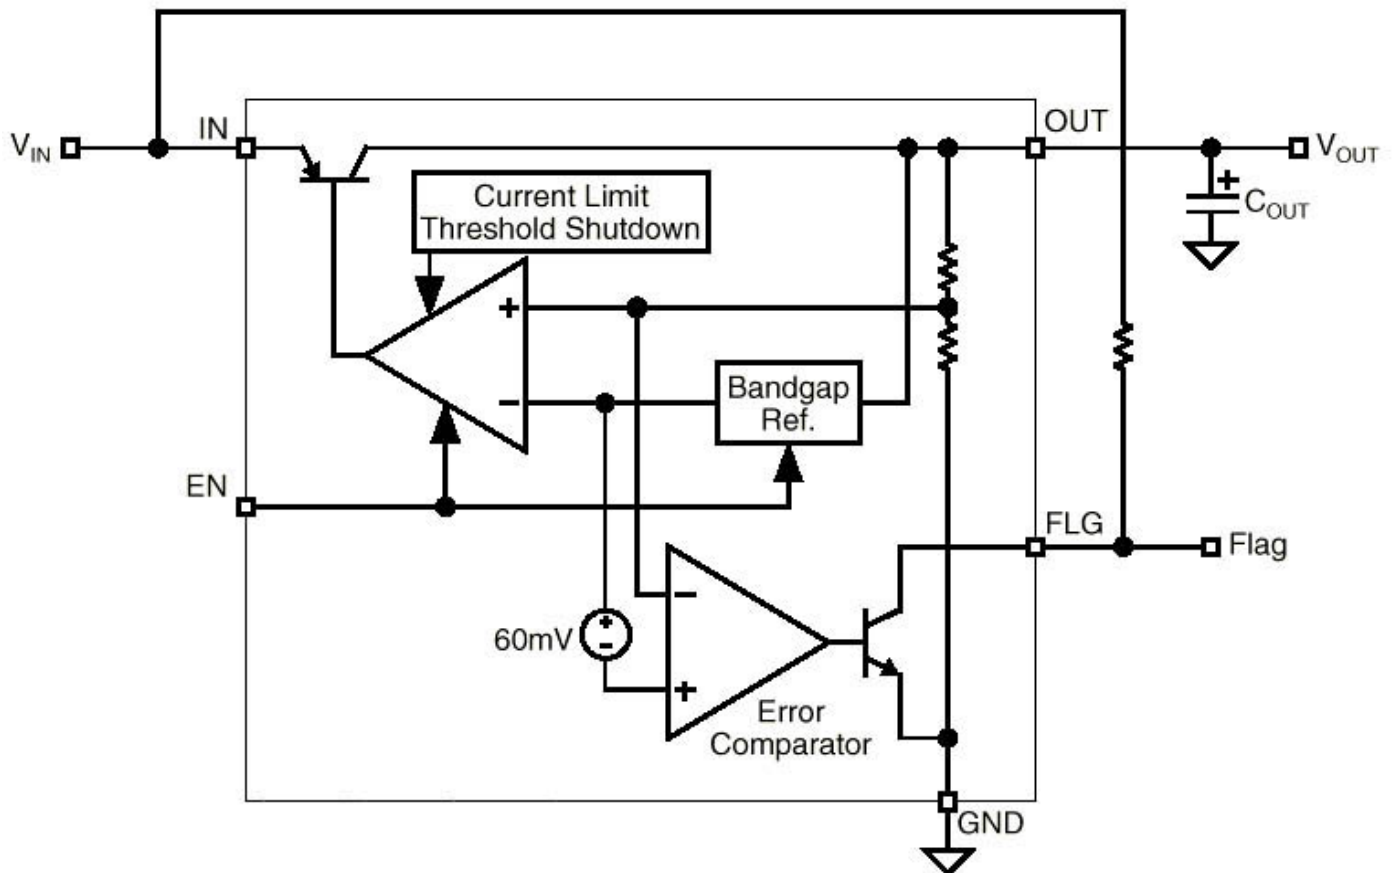 IN
OUT
VIN
VOUT
Current Limit
Threshold Shutdown
+
COUT
+
−
Bandgap
Ref.
EN
FLG
Flag
−
60mV
+
−
+
Error
Comparator
GND